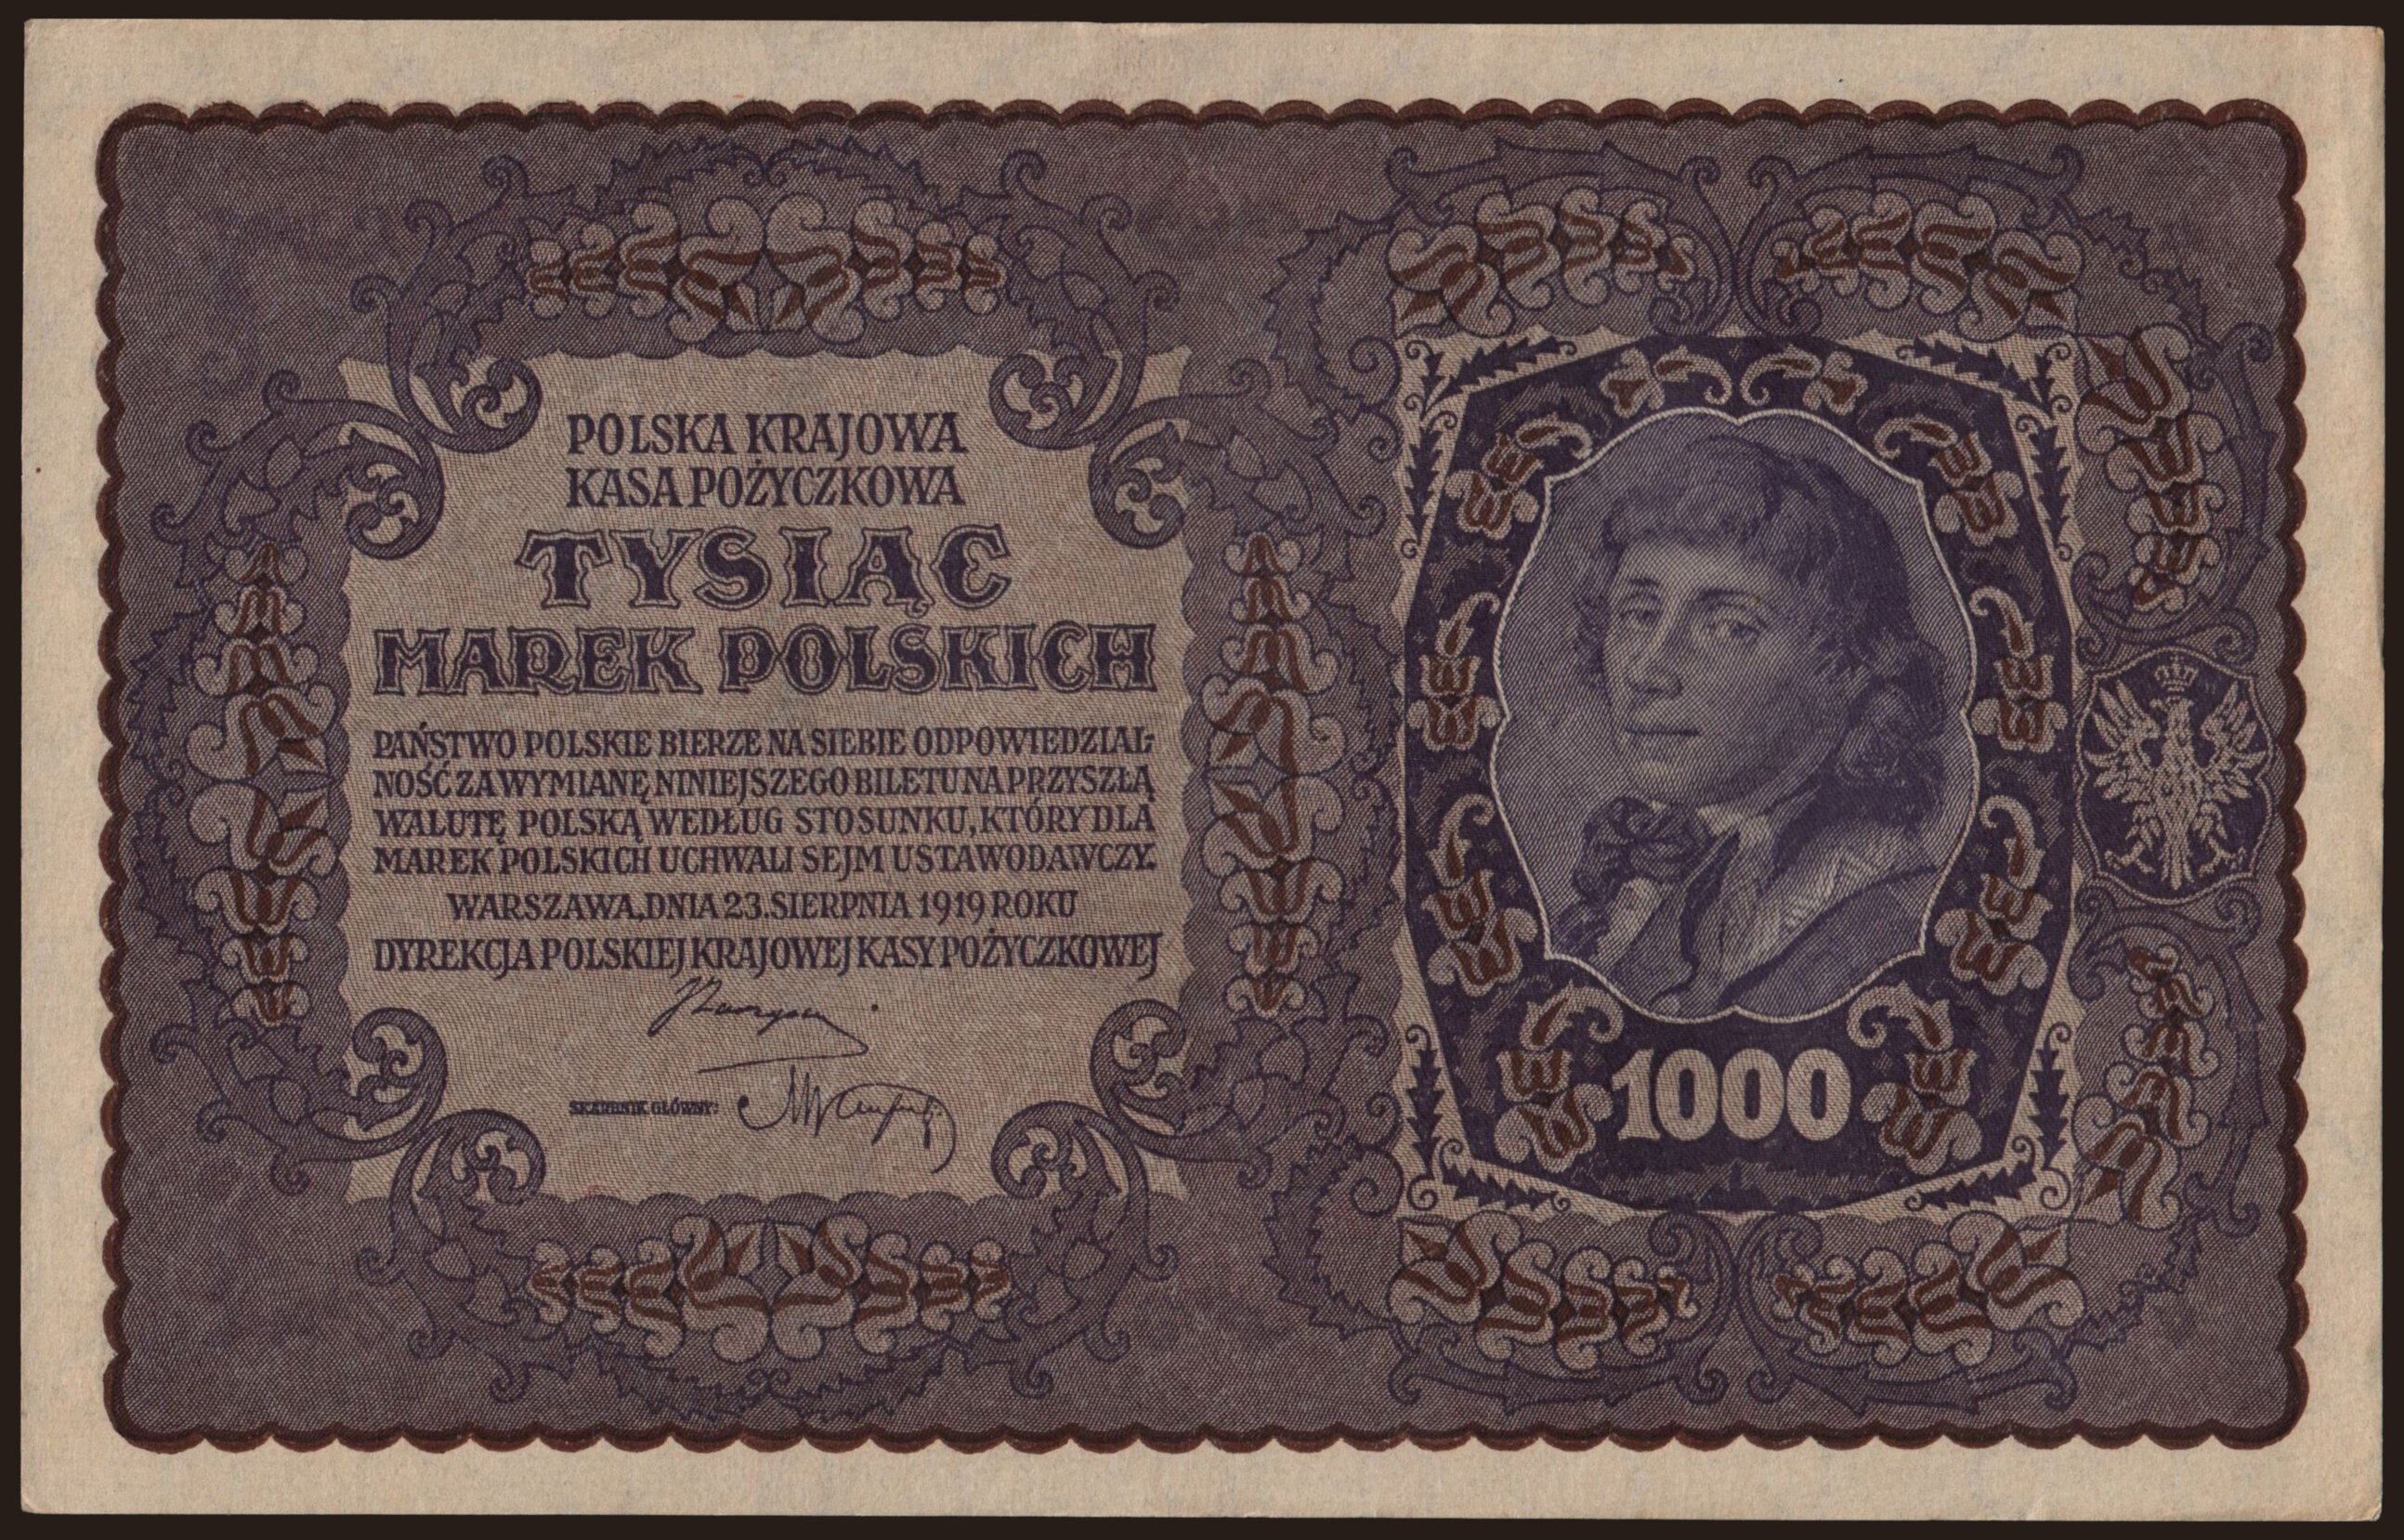 POLSKA KRAJOWA
KASA POŻYCZKOWA
TYSIĄC
MAREK POLSKICH
PAŃSTWO POLSKIE BIERZE NA SIEBIE ODPOWIEDZIAL-
NOŚĆ ZA WYMIANĘ NINIEJSZEGO BILETU NA PRZYSZŁĄ
WALUTĘ POLSKĄ WEDŁUG STOSUNKU, KTÓRY DLA
MAREK POLSKICH UCHWALI SEJM USTAWODAWCZY.
WARSZAWA, DNIA 23. SIERPNIA 1919 ROKU
DYREKCJA POLSKIEJ KRAJOWEJ KASY POŻYCZKOWEJ
SKARBNIK GŁÓWNY:
1000